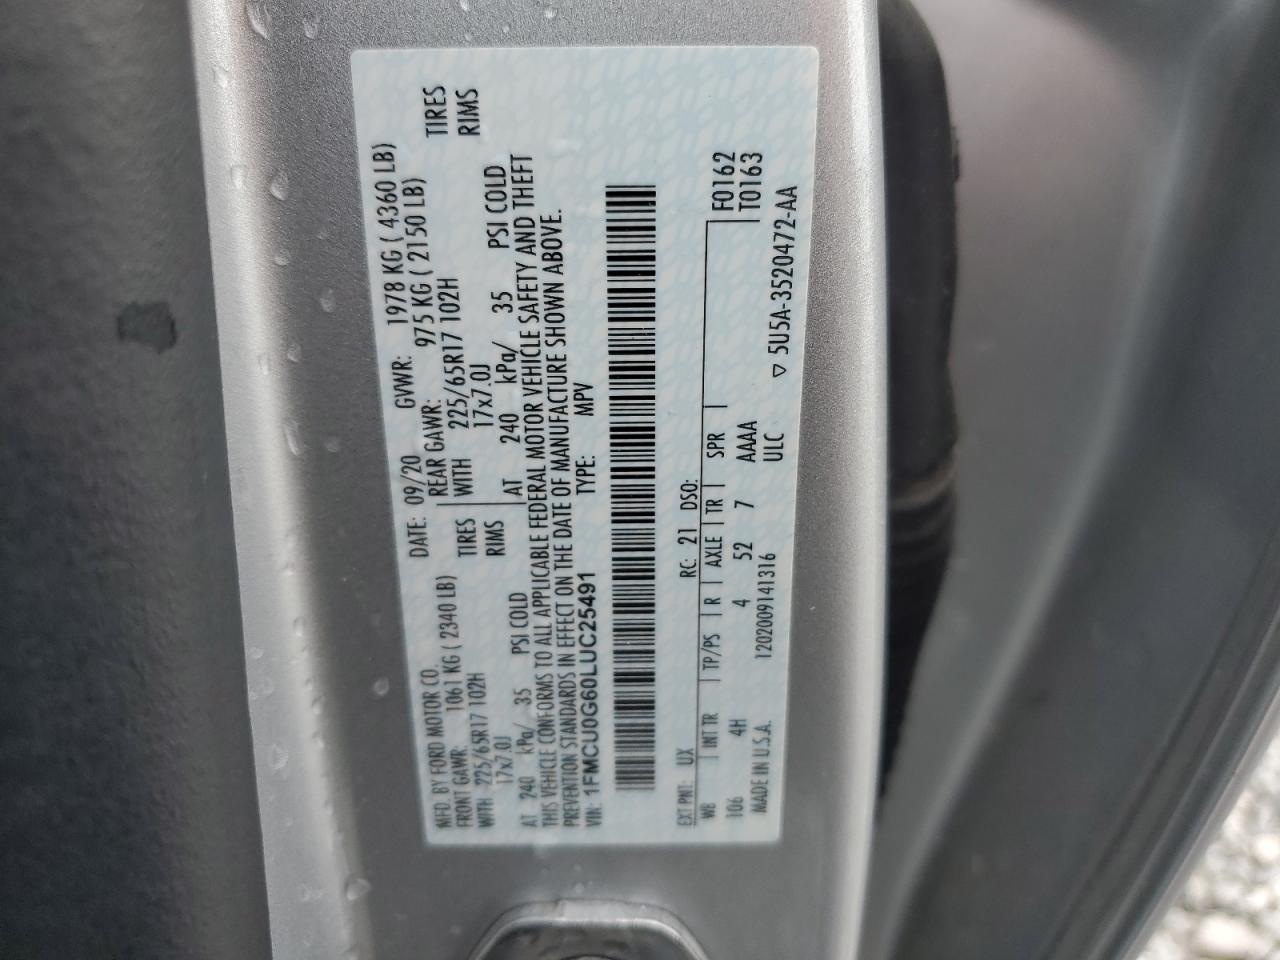 MFD. BY FORD MOTOR CO. DATE: 09/20 GVWR: 1978 KG ( 4360 LB)
FRONT GAWR: 1061 KG ( 2340 LB) REAR GAWR: 975 KG ( 2150 LB)
WITH 225/65R17 102H TIRES WITH 225/65R17 102H TIRES
17x7.0J RIMS 17x7.0J RIMS
AT 240 kPa/ 35 PSI COLD AT 240 kPa/ 35 PSI COLD
THIS VEHICLE CONFORMS TO ALL APPLICABLE FEDERAL MOTOR VEHICLE SAFETY AND THEFT
PREVENTION STANDARDS IN EFFECT ON THE DATE OF MANUFACTURE SHOWN ABOVE.
VIN: 1FMCU0G60LUC25491 TYPE: MPV
EXT PNT: UX RC: 21 DSO:
WB INT TR TP/PS R AXLE TR SPR F0162
106 4H 4 52 7 AAAA T0163
MADE IN U.S.A. 1202009141316 ULC
5U5A-3520472-AA